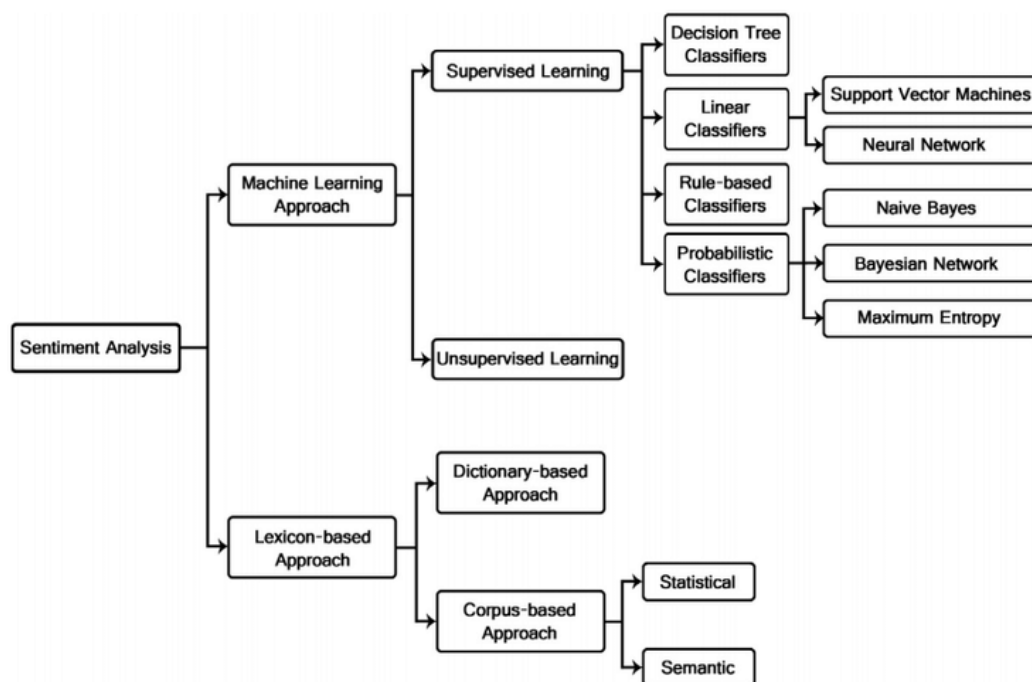 Decision Tree
Classifiers
Supervised Learning
Support Vector Machines
Linear
Classifiers
Neural Network
Machine Learning
Approach
Rule-based
Classifiers
Naive Bayes
Probabilistic
Classifiers
Bayesian Network
Maximum Entropy
Sentiment Analysis
Unsupervised Learning
Dictionary-based
Approach
Lexicon-based
Approach
Statistical
Corpus-based
Approach
Semantic